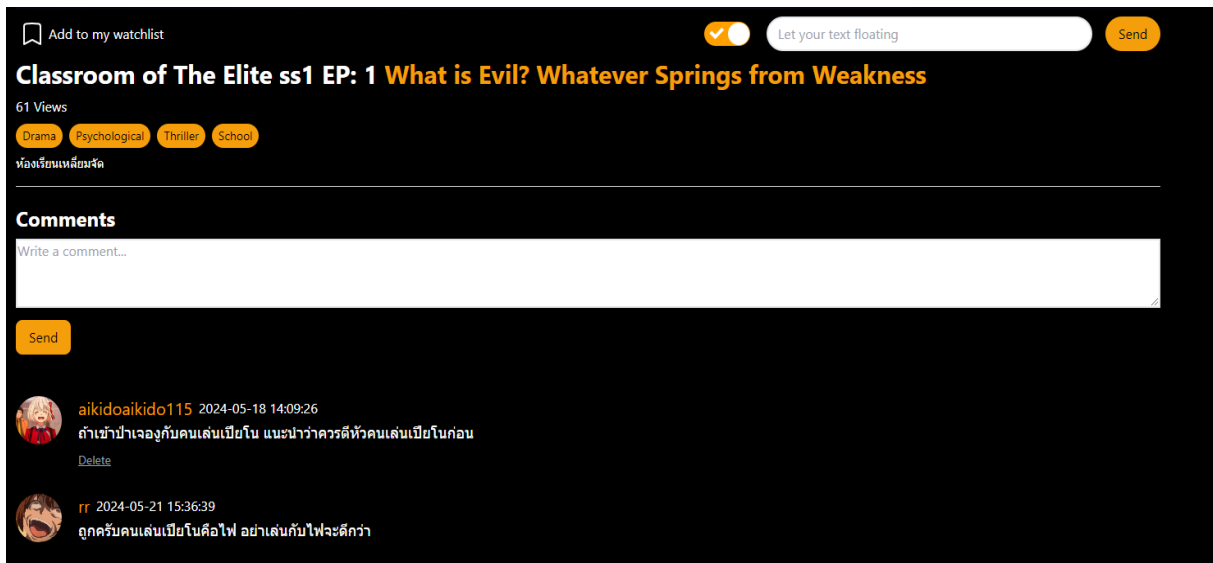 Add to my watchlist
Let your text floating
Send
Classroom of The Elite ss1 EP: 1 What is Evil? Whatever Springs from Weakness
61 Views
Drama Psychological Thriller School
ห้องเรียนเหลี่ยมจัด
Comments
Write a comment...
Send
aikidoaikido115 2024-05-18 14:09:26
ถ้าเข้าป่าเจองูกับคนเล่นเปียโน แนะนำว่าควรตีหัวคนเล่นเปียโนก่อน
Delete
rr 2024-05-21 15:36:39
ถูกครับคนเล่นเปียโนคือไฟ อย่าเล่นกับไฟจะดีกว่า